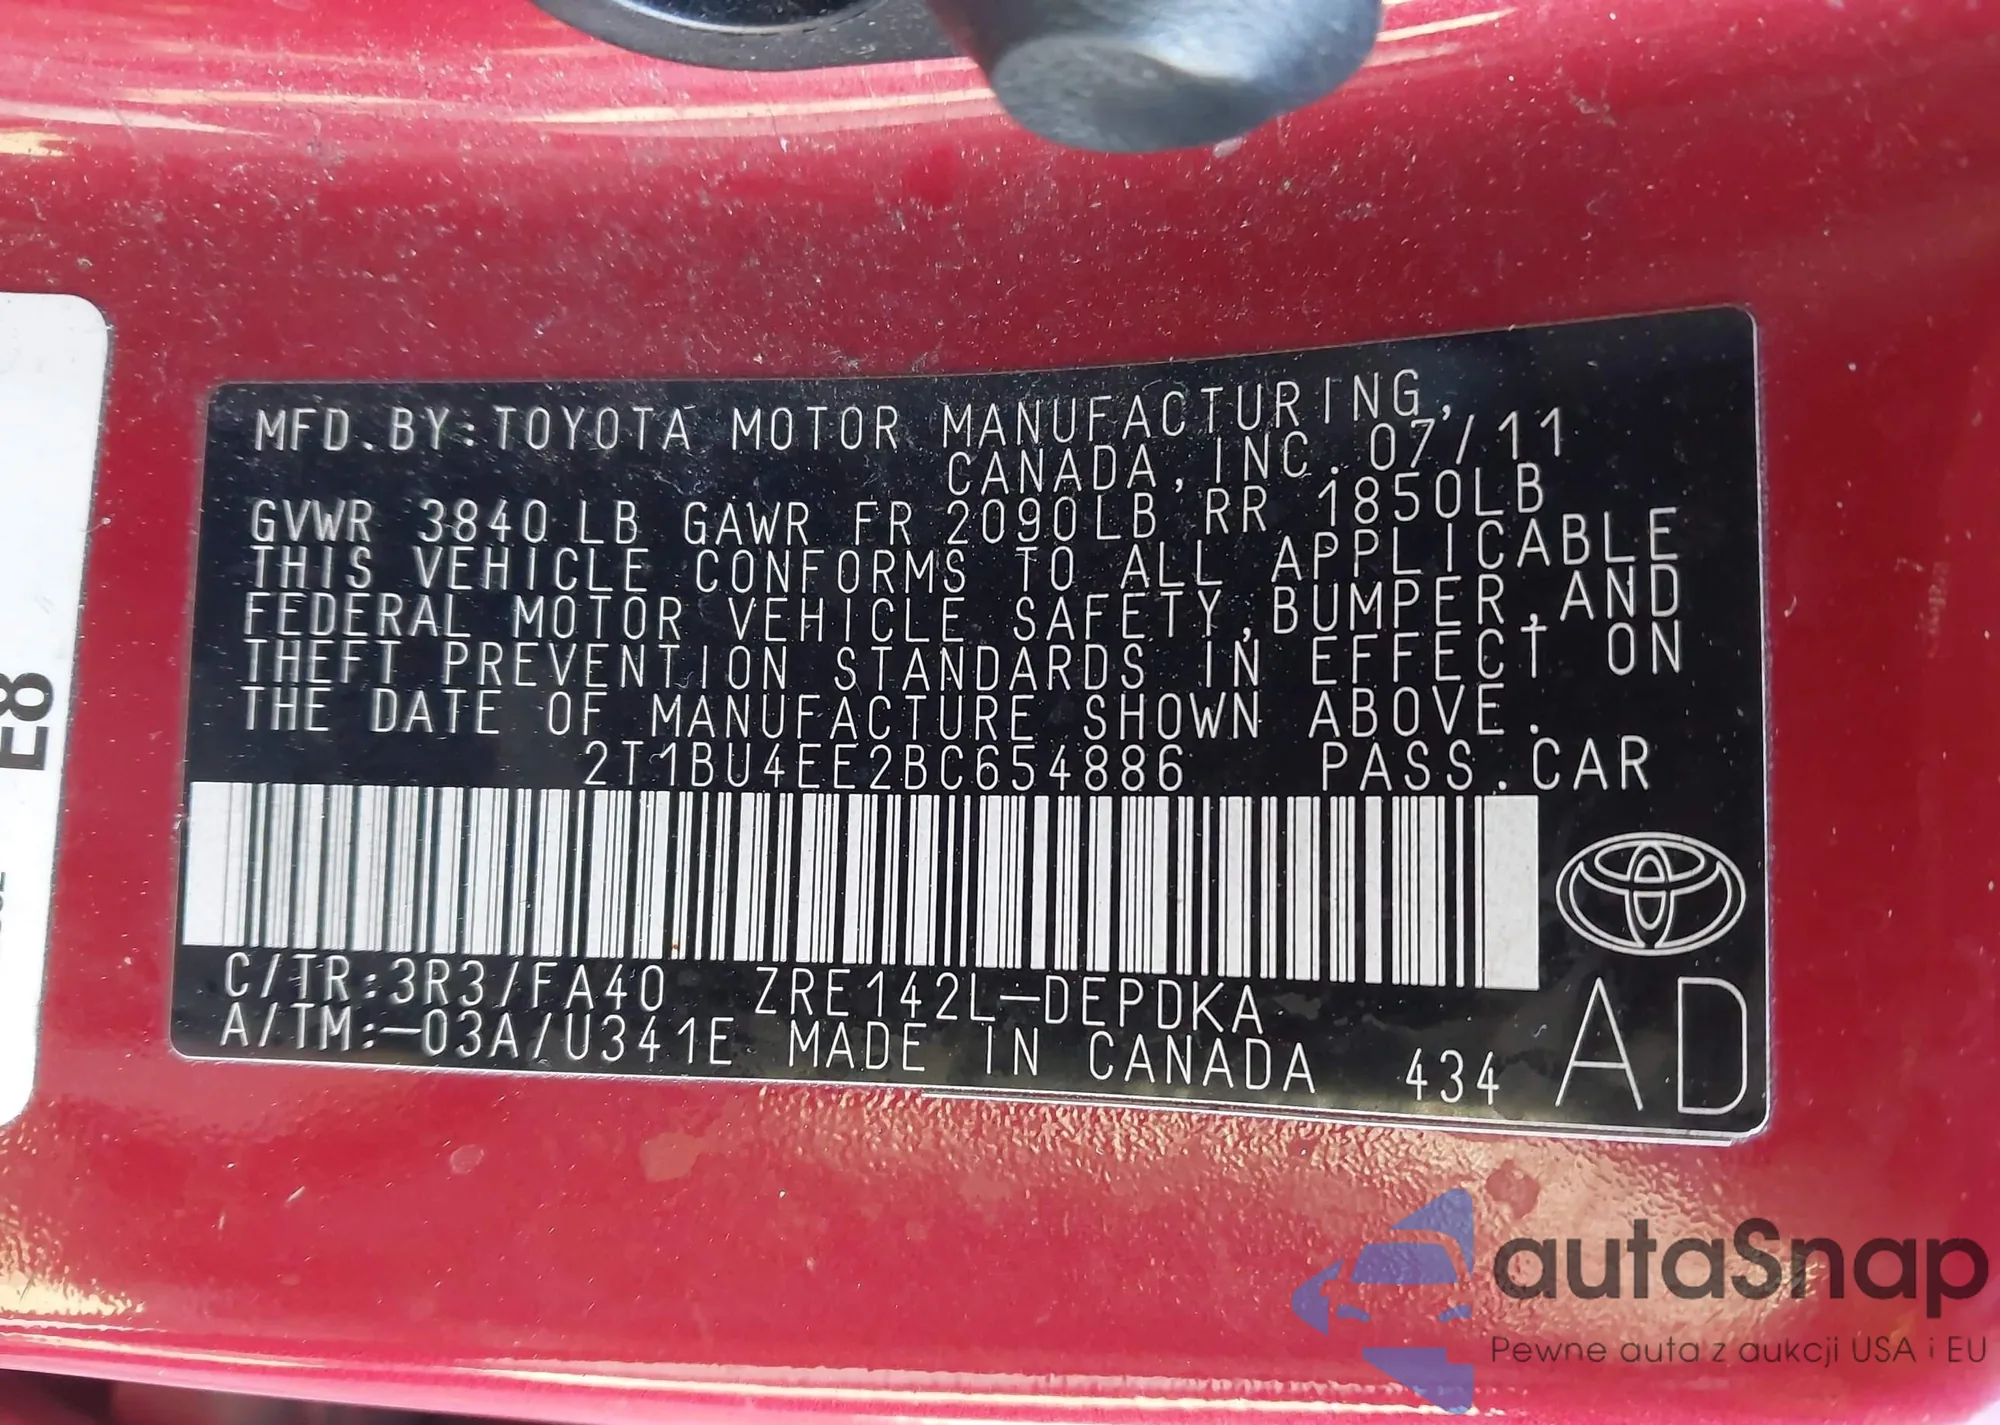 MFD.BY:TOYOTA MOTOR MANUFACTURING,
CANADA,INC.07/11
GVWR 3840LB GAWR FR 2090LB RR 1850LB
THIS VEHICLE CONFORMS TO ALL APPLICABLE
FEDERAL MOTOR VEHICLE SAFETY,BUMPER,AND
THEFT PREVENTION STANDARDS IN EFFECT ON
THE DATE OF MANUFACTURE SHOWN ABOVE.
2T1BU4EE2BC654886 PASS.CAR
C/TR:3R3/FA40 ZRE142L-DEPDKA
A/TM:-03A/U341E MADE IN CANADA 434 AD
E8
autaSnap
Pewne auta z aukcji USA i EU